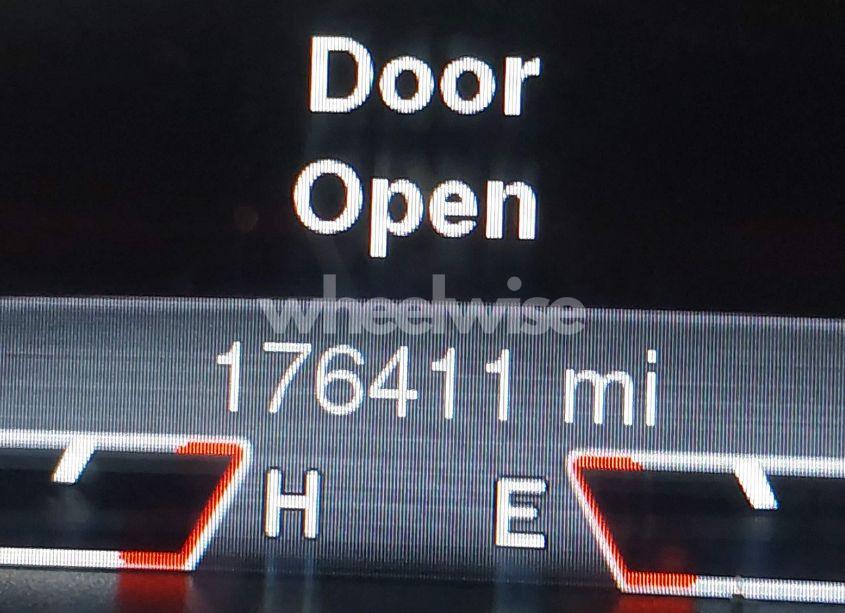 Door
Open
wheelwise
176411 mi
H E